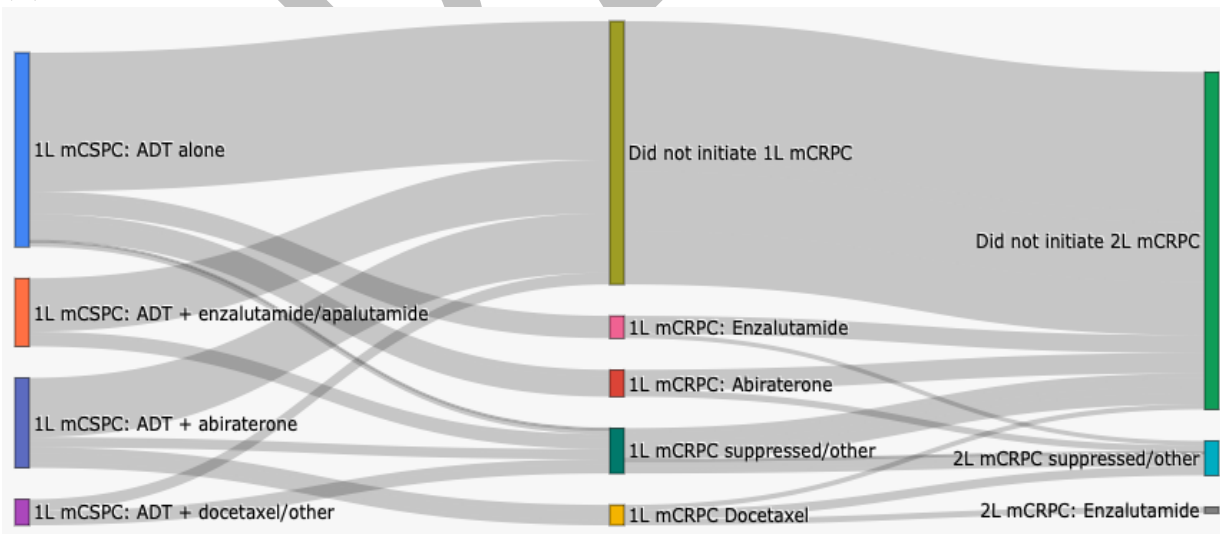 1L mCSPC: ADT alone
1L mCSPC: ADT + enzalutamide/apalutamide
1L mCSPC: ADT + abiraterone
1L mCSPC: ADT + docetaxel/other
Did not initiate 1L mCRPC
1L mCRPC: Enzalutamide
1L mCRPC: Abiraterone
1L mCRPC suppressed/other
1L mCRPC Docetaxel
Did not initiate 2L mCRPC
2L mCRPC suppressed/other
2L mCRPC: Enzalutamide